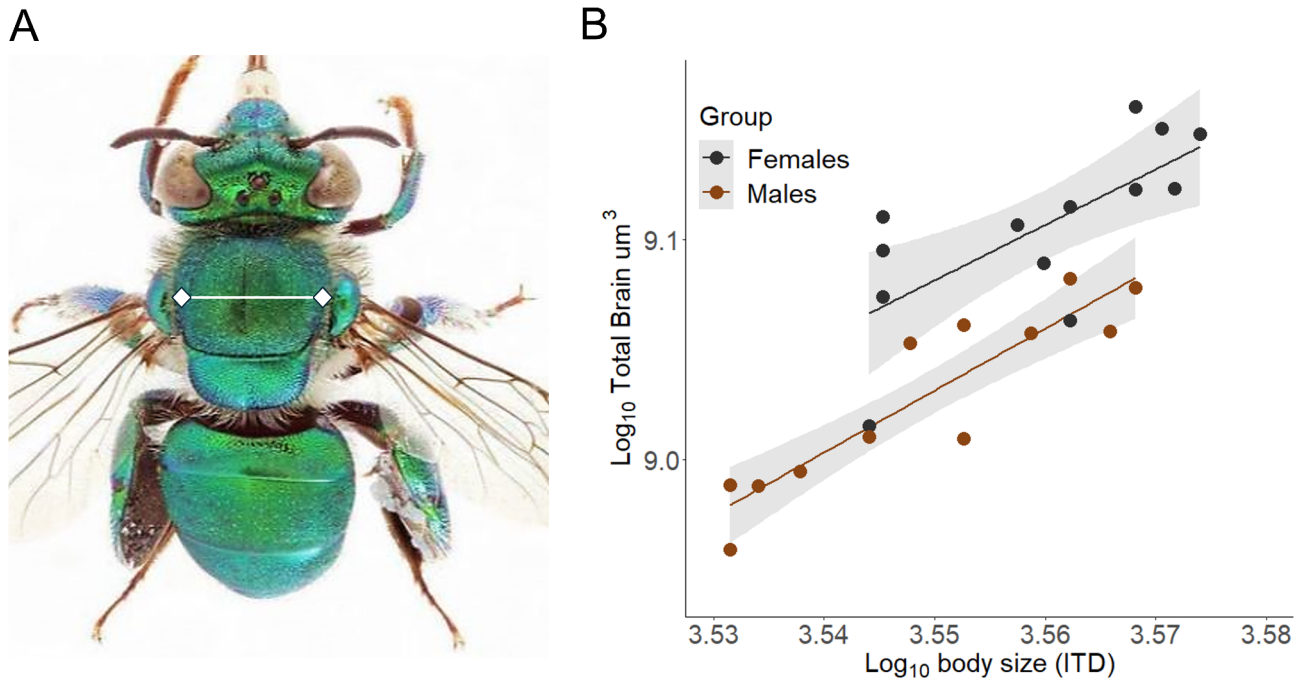 A
B
Group
Females
Males
Log₁₀ Total Brain um³
9.1
9.0
3.53 3.54 3.55 3.56 3.57 3.58
Log₁₀ body size (ITD)